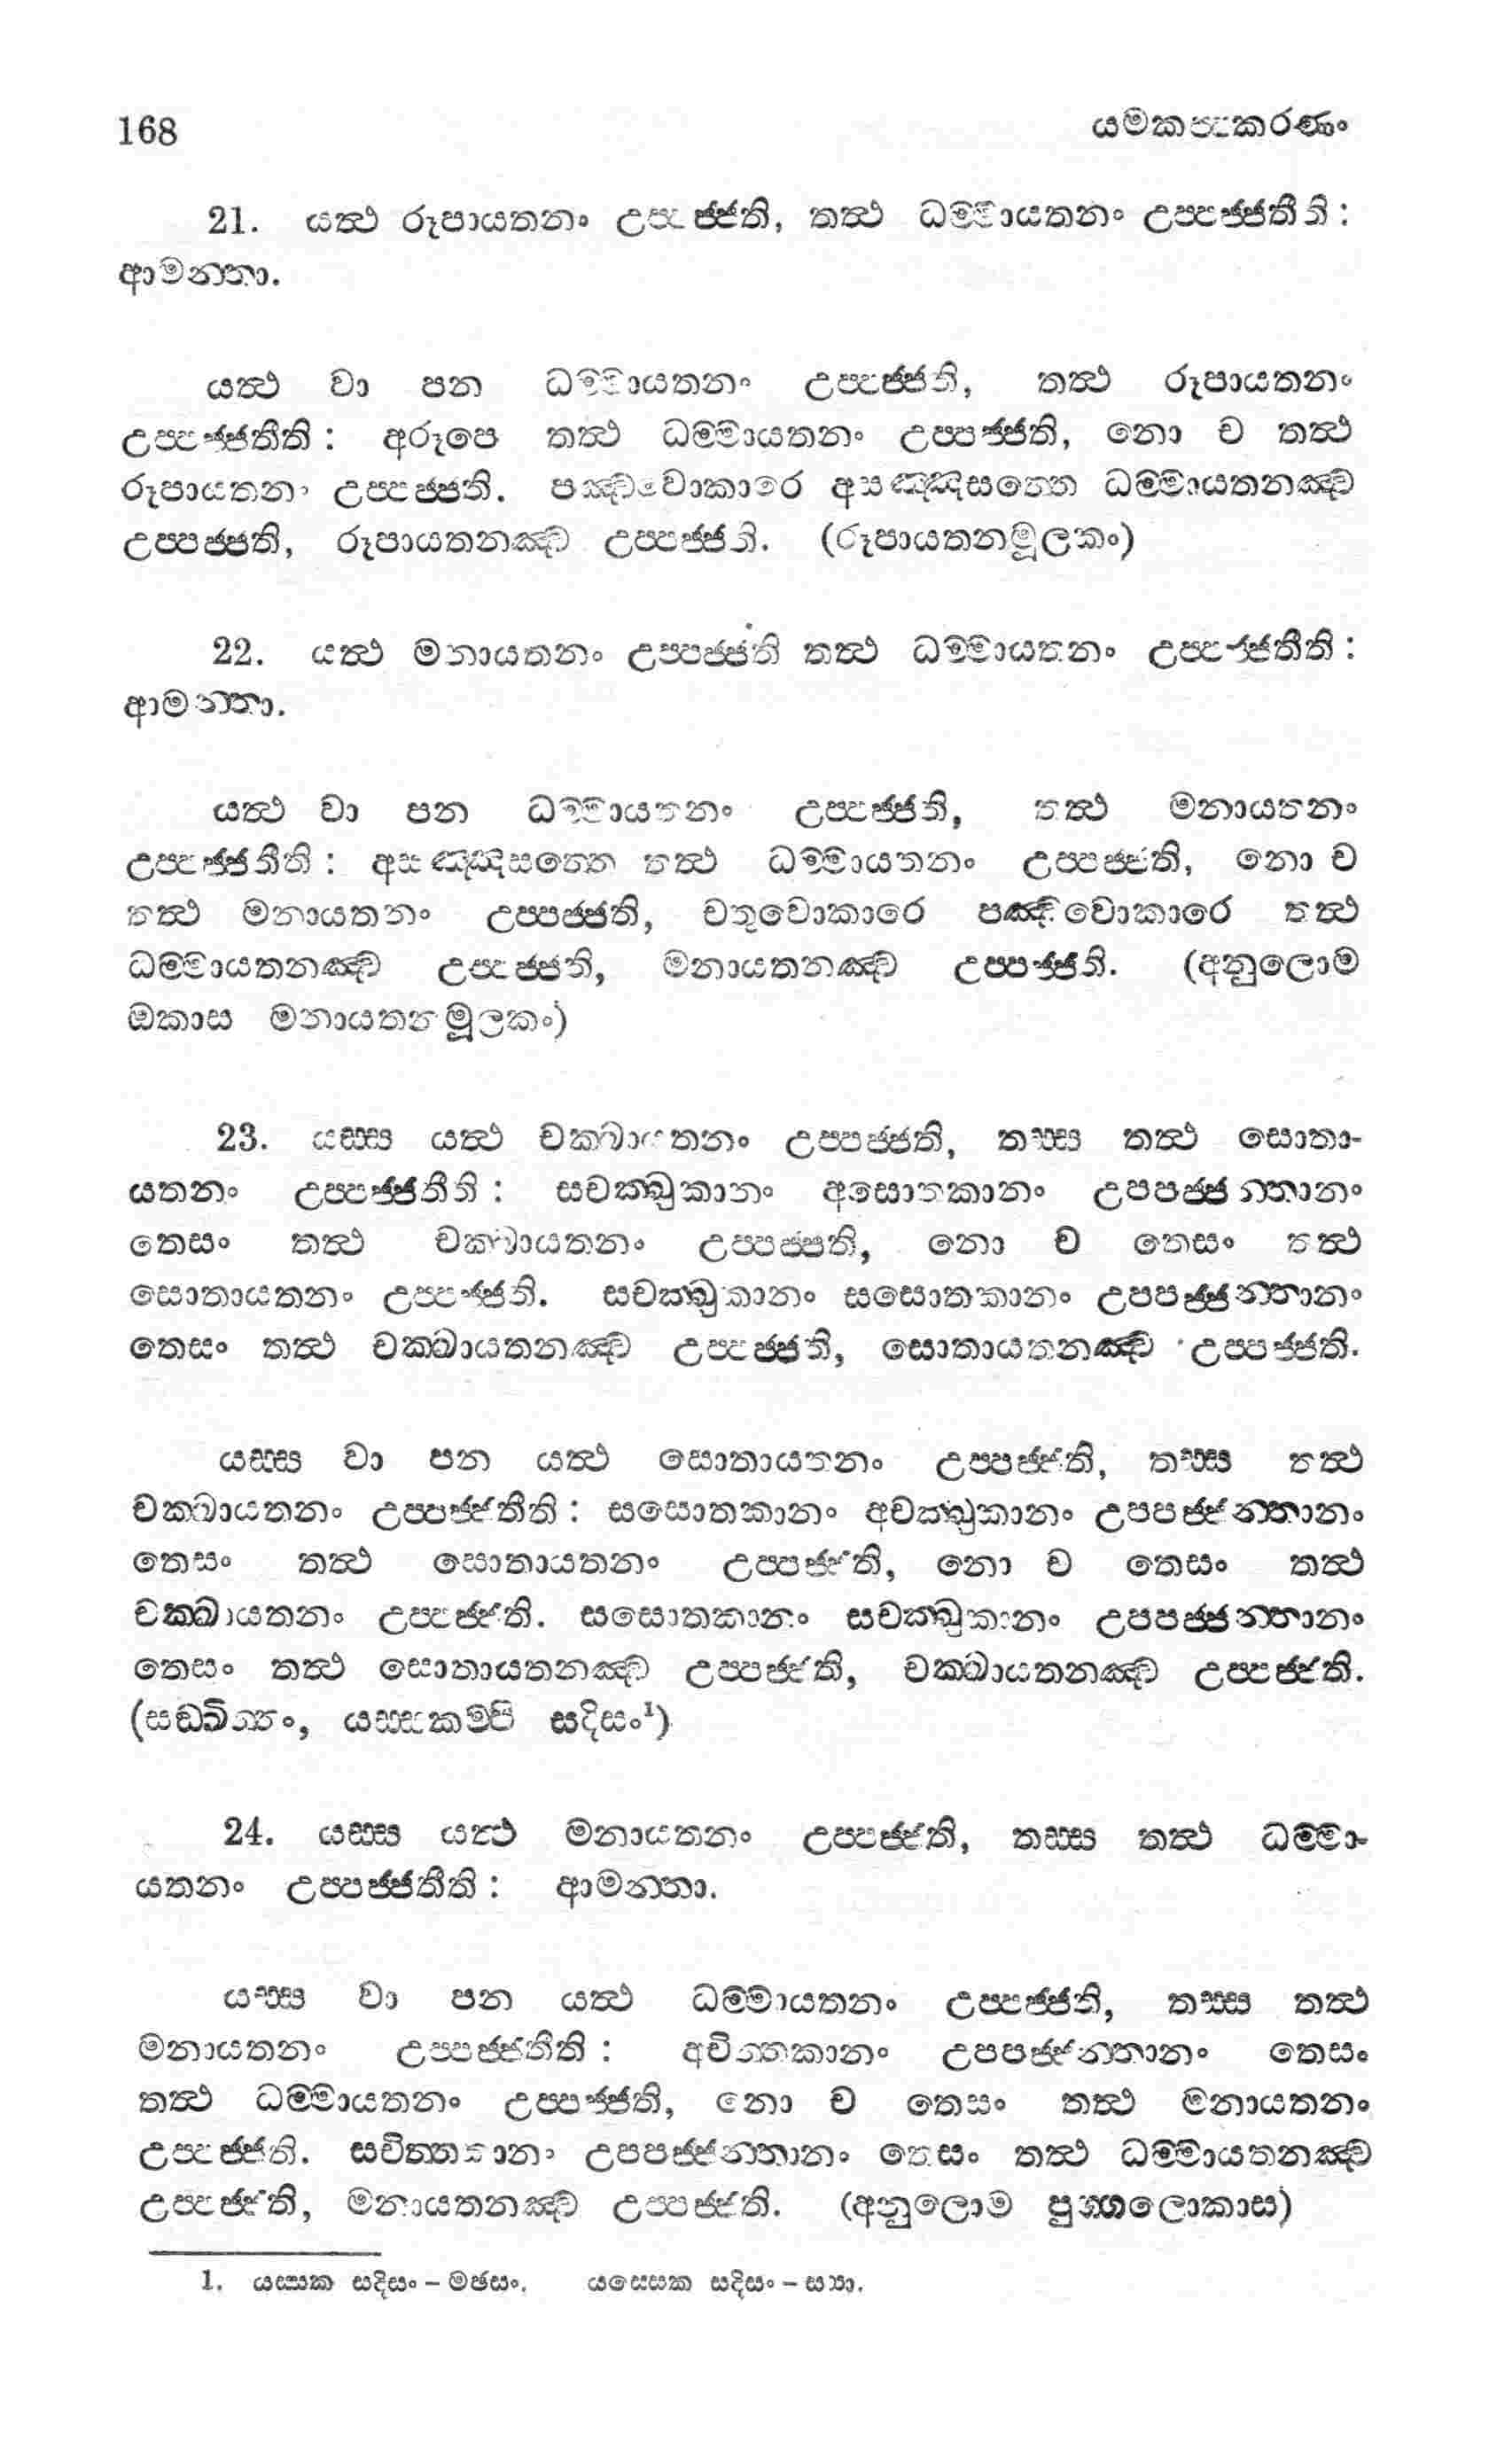 168 යමකප්පකරණං
21. යත්ථ රූපායතනං උප්පජ්ජති, තත්ථ ධම්මායතනං උප්පජ්ජතීති :
ආමන්තා.
යත්ථ වා පන ධම්මායතනං උප්පජ්ජති, තත්ථ රූපායතනං
උප්පජ්ජතීති : අරූපෙ තත්ථ ධම්මායතනං උප්පජ්ජති, නො ච තත්ථ
රූපායතනං උප්පජ්ජති. පඤ්චවොකාරෙ අසඤ්ඤසත්තෙ ධම්මායතනඤ්ච
උප්පජ්ජති, රූපායතනඤ්ච උප්පජ්ජති. (රූපායතනමූලකං)
22. යත්ථ මනායතනං උප්පජ්ජති තත්ථ ධම්මායතනං උප්පජ්ජතීති :
ආමන්තා.
යත්ථ වා පන ධම්මායතනං උප්පජ්ජති, තත්ථ මනායතනං
උප්පජ්ජතීති : අසඤ්ඤසත්තෙ තත්ථ ධම්මායතනං උප්පජ්ජති, නො ච
තත්ථ මනායතනං උප්පජ්ජති, චතුවොකාරෙ පඤ්චවොකාරෙ තත්ථ
ධම්මායතනඤ්ච උප්පජ්ජති, මනායතනඤ්ච උප්පජ්ජති. (අනුලොම
ඔකාස මනායතනමූලකං)
23. යස්ස යත්ථ චක්ඛායතනං උප්පජ්ජති, තස්ස තත්ථ සොතා-
යතනං උප්පජ්ජතීති : සචක්ඛුකානං අසොතකානං උපපජ්ජන්තානං
තෙසං තත්ථ චක්ඛායතනං උප්පජ්ජති, නො ච තෙසං තත්ථ
සොතායතනං උප්පජ්ජති. සචක්ඛුකානං සසොතකානං උපපජ්ජන්තානං
තෙසං තත්ථ චක්ඛායතනඤ්ච උප්පජ්ජති, සොතායතනඤ්ච උප්පජ්ජති.
යස්ස වා පන යත්ථ සොතායතනං උප්පජ්ජති, තස්ස තත්ථ
චක්ඛායතනං උප්පජ්ජතීති : සසොතකානං අචක්ඛුකානං උපපජ්ජන්තානං
තෙසං තත්ථ සොතායතනං උප්පජ්ජති, නො ච තෙසං තත්ථ
චක්ඛායතනං උප්පජ්ජති. සසොතකානං සචක්ඛුකානං උපපජ්ජන්තානං
තෙසං තත්ථ සොතායතනඤ්ච උප්පජ්ජති, චක්ඛායතනඤ්ච උප්පජ්ජති.
(සඞ්ඛිත්තං, යස්සකම්පි සදිසං¹)
24. යස්ස යත්ථ මනායතනං උප්පජ්ජති, තස්ස තත්ථ ධම්මා-
යතනං උප්පජ්ජතීති : ආමන්තා.
යස්ස වා පන යත්ථ ධම්මායතනං උප්පජ්ජති, තස්ස තත්ථ
මනායතනං උප්පජ්ජතීති : අචිත්තකානං උපපජ්ජන්තානං තෙසං
තත්ථ ධම්මායතනං උප්පජ්ජති, නො ච තෙසං තත්ථ මනායතනං
උප්පජ්ජති. සචිත්තකානං උපපජ්ජන්තානං තෙසං තත්ථ ධම්මායතනඤ්ච
උප්පජ්ජති, මනායතනඤ්ච උප්පජ්ජති. (අනුලොම පුග්ගලොකාස)
1. යස්සක සදිසං – මඡසං. යසෙසක සදිසං – ස්‍යා.